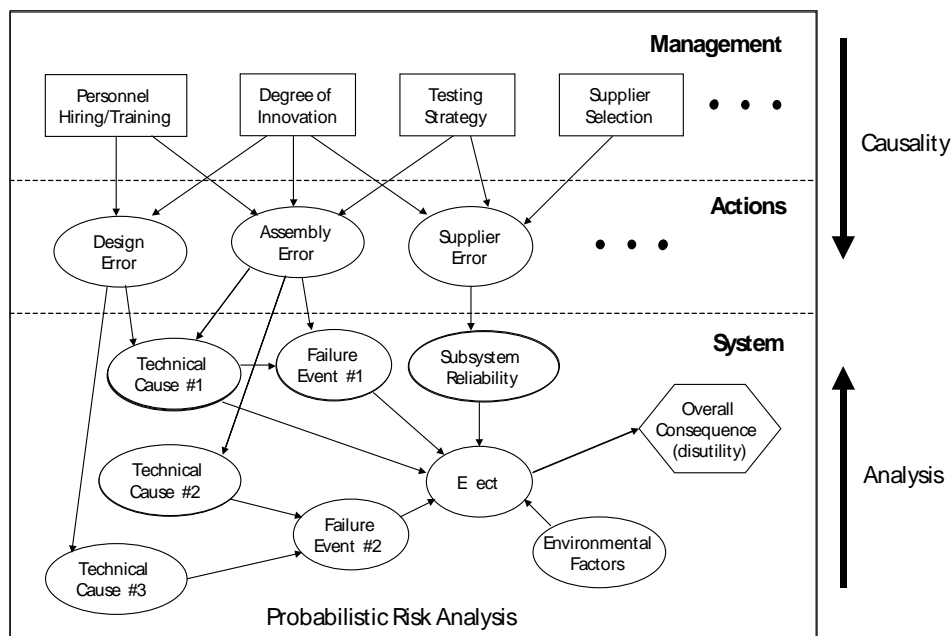 Management
Personnel
Hiring/Training
Degree of
Innovation
Testing
Strategy
Supplier
Selection
Causality
Actions
Design
Error
Assembly
Error
Supplier
Error
System
Technical
Cause #1
Failure
Event #1
Subsystem
Reliability
Overall
Consequence
(disutility)
Technical
Cause #2
E ect
Analysis
Failure
Event #2
Environmental
Factors
Technical
Cause #3
Probabilistic Risk Analysis